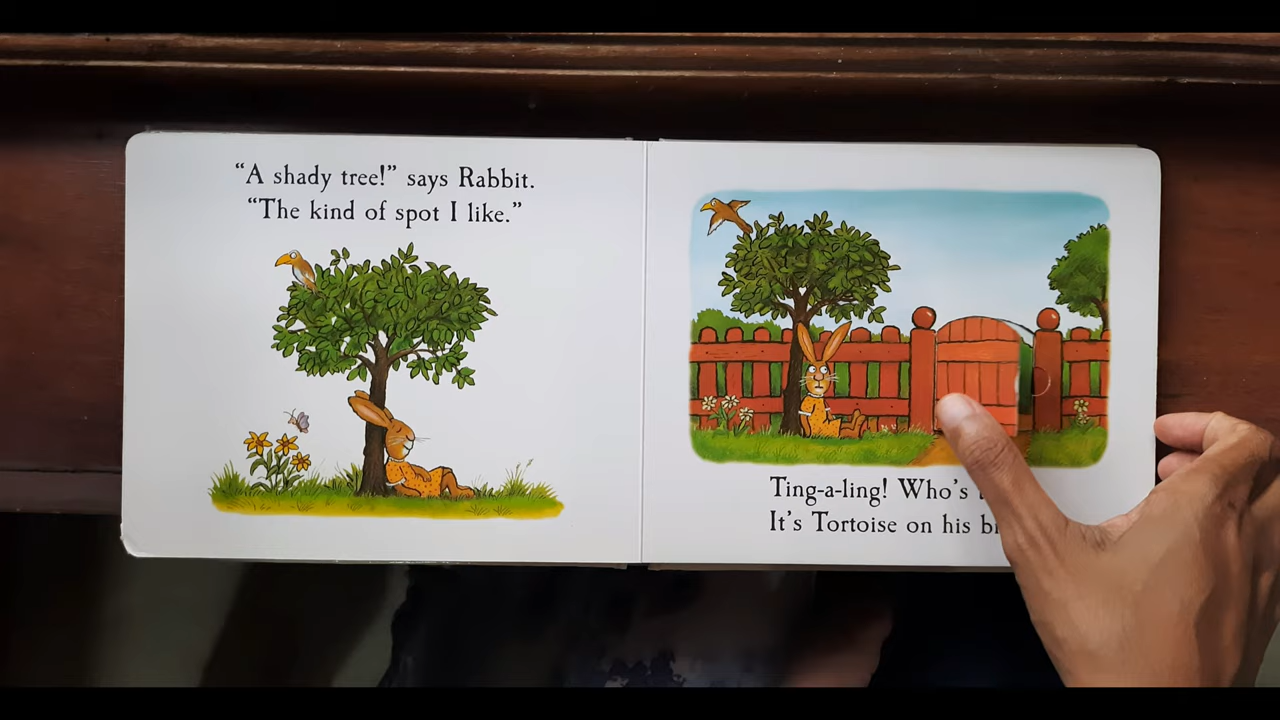 “A shady tree!” says Rabbit.
“The kind of spot I like.”
Ting-a-ling! Who’s
It’s Tortoise on his